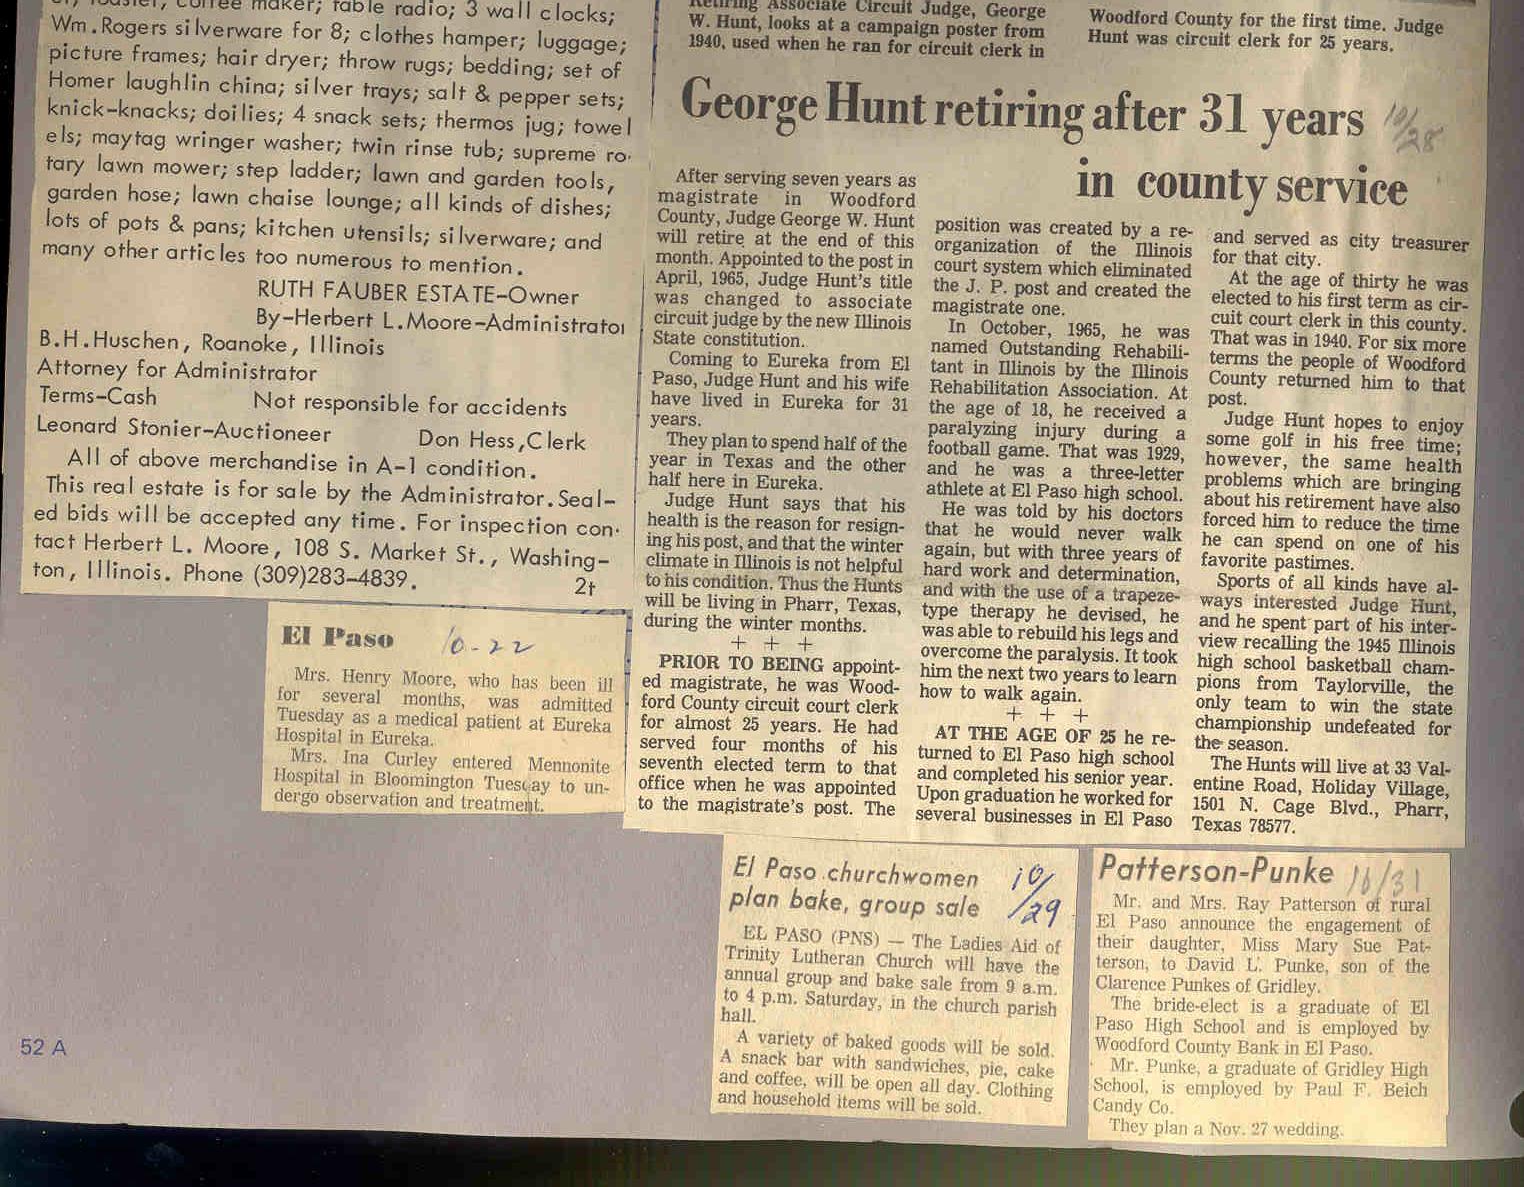 maker; table radio; 3 wall clocks;
Wm.Rogers silverware for 8; clothes hamper; luggage;
picture frames; hair dryer; throw rugs; bedding; set of
Homer laughlin china; silver trays; salt & pepper sets;
knick-knacks; doilies; 4 snack sets; thermos jug; towel
els; maytag wringer washer; twin rinse tub; supreme ro-
tary lawn mower; step ladder; lawn and garden tools,
garden hose; lawn chaise lounge; all kinds of dishes;
lots of pots & pans; kitchen utensils; silverware; and
many other articles too numerous to mention.
RUTH FAUBER ESTATE-Owner
By-Herbert L.Moore-Administrator
B.H.Huschen, Roanoke, Illinois
Attorney for Administrator
Terms-Cash Not responsible for accidents
Leonard Stonier-Auctioneer Don Hess,Clerk
All of above merchandise in A-1 condition.
This real estate is for sale by the Administrator. Seal-
ed bids will be accepted any time. For inspection con-
tact Herbert L. Moore, 108 S. Market St., Washing-
ton, Illinois. Phone (309)283-4839. 2t
El Paso 10-22
Mrs. Henry Moore, who has been ill
for several months, was admitted
Tuesday as a medical patient at Eureka
Hospital in Eureka.
Mrs. Ina Curley entered Mennonite
Hospital in Bloomington Tuesday to un-
dergo observation and treatment.
52 A
Retiring Associate Circuit Judge, George
W. Hunt, looks at a campaign poster from
1940, used when he ran for circuit clerk in
Woodford County for the first time. Judge
Hunt was circuit clerk for 25 years.
George Hunt retiring after 31 years 10/28
in county service
After serving seven years as
magistrate in Woodford
County, Judge George W. Hunt
will retire at the end of this
month. Appointed to the post in
April, 1965, Judge Hunt's title
was changed to associate
circuit judge by the new Illinois
State constitution.
Coming to Eureka from El
Paso, Judge Hunt and his wife
have lived in Eureka for 31
years.
They plan to spend half of the
year in Texas and the other
half here in Eureka.
Judge Hunt says that his
health is the reason for resign-
ing his post, and that the winter
climate in Illinois is not helpful
to his condition. Thus the Hunts
will be living in Pharr, Texas,
during the winter months.
+ + +
PRIOR TO BEING appoint-
ed magistrate, he was Wood-
ford County circuit court clerk
for almost 25 years. He had
served four months of his
seventh elected term to that
office when he was appointed
to the magistrate's post. The
position was created by a re-
organization of the Illinois
court system which eliminated
the J. P. post and created the
magistrate one.
In October, 1965, he was
named Outstanding Rehabili-
tant in Illinois by the Illinois
Rehabilitation Association. At
the age of 18, he received a
paralyzing injury during a
football game. That was 1929,
and he was a three-letter
athlete at El Paso high school.
He was told by his doctors
that he would never walk
again, but with three years of
hard work and determination,
and with the use of a trapeze-
type therapy he devised, he
was able to rebuild his legs and
overcome the paralysis. It took
him the next two years to learn
how to walk again.
+ + +
AT THE AGE OF 25 he re-
turned to El Paso high school
and completed his senior year.
Upon graduation he worked for
several businesses in El Paso
and served as city treasurer
for that city.
At the age of thirty he was
elected to his first term as cir-
cuit court clerk in this county.
That was in 1940. For six more
terms the people of Woodford
County returned him to that
post.
Judge Hunt hopes to enjoy
some golf in his free time;
however, the same health
problems which are bringing
about his retirement have also
forced him to reduce the time
he can spend on one of his
favorite pastimes.
Sports of all kinds have al-
ways interested Judge Hunt,
and he spent part of his inter-
view recalling the 1945 Illinois
high school basketball cham-
pions from Taylorville, the
only team to win the state
championship undefeated for
the season.
The Hunts will live at 33 Val-
entine Road, Holiday Village,
1501 N. Cage Blvd., Pharr,
Texas 78577.
El Paso churchwomen 10/29
plan bake, group sale
EL PASO (PNS) — The Ladies Aid of
Trinity Lutheran Church will have the
annual group and bake sale from 9 a.m.
to 4 p.m. Saturday, in the church parish
hall.
A variety of baked goods will be sold.
A snack bar with sandwiches, pie, cake
and coffee, will be open all day. Clothing
and household items will be sold.
Patterson-Punke 10/31
Mr. and Mrs. Ray Patterson of rural
El Paso announce the engagement of
their daughter, Miss Mary Sue Pat-
terson, to David L. Punke, son of the
Clarence Punkes of Gridley.
The bride-elect is a graduate of El
Paso High School and is employed by
Woodford County Bank in El Paso.
Mr. Punke, a graduate of Gridley High
School, is employed by Paul F. Beich
Candy Co.
They plan a Nov. 27 wedding.